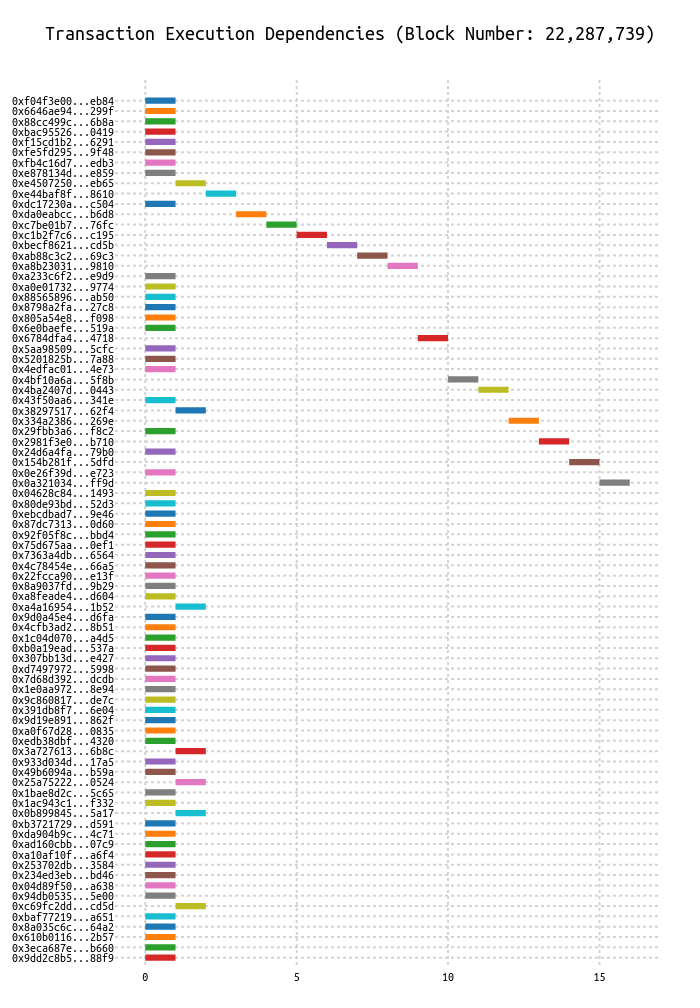 Transaction Execution Dependencies (Block Number: 22,287,739)
0xf04f3e00...eb84
0x6646ae94...299f
0x88cc499c...6b8a
0xbac95526...0419
0xf15cd1b2...6291
0xfe5fd295...9f48
0xfb4c16d7...edb3
0xe878134d...e859
0xe4507250...eb65
0xe44baf8f...8610
0xdc17230a...c504
0xda0eabcc...b6d8
0xc7be01b7...76fc
0xc1b2f7c6...c195
0xbecf8621...cd5b
0xab88c3c2...69c3
0xa8b23031...9810
0xa233c6f2...e9d9
0xa0e01732...9774
0x88565896...ab50
0x8798a2fa...27c8
0x805a54e8...f098
0x6e0baefe...519a
0x6784dfa4...4718
0x5aa98509...5cfc
0x5201825b...7a88
0x4edfac01...4e73
0x4bf10a6a...5f8b
0x4ba2407d...0443
0x43f50aa6...341e
0x38297517...62f4
0x334a2386...269e
0x29fbb3a6...f8c2
0x2981f3e0...b710
0x24d6a4fa...79b0
0x154b281f...5dfd
0x0e26f39d...e723
0x0a321034...ff9d
0x04628c84...1493
0x80de93bd...52d3
0xebcdbad7...9e46
0x87dc7313...0d60
0x92f05f8c...bbd4
0x75d675aa...0ef1
0x7363a4db...6564
0x4c78454e...66a5
0x22fcca90...e13f
0x8a9037fd...9b29
0xa8feade4...d604
0xa4a16954...1b52
0x9d0a45e4...d6fa
0x4cfb3ad2...8b51
0x1c04d070...a4d5
0xb0a19ead...537a
0x307bb13d...e427
0xd7497972...5998
0x7d68d392...dcdb
0x1e0aa972...8e94
0x9c860817...de7c
0x391db8f7...6e04
0x9d19e891...862f
0xa0f67d28...0835
0xedb38dbf...4320
0x3a727613...6b8c
0x933d034d...17a5
0x49b6094a...b59a
0x25a75222...0524
0x1bae8d2c...5c65
0x1ac943c1...f332
0x0b899845...5a17
0xb3721729...d591
0xda904b9c...4c71
0xad160cbb...07c9
0xa10af10f...a6f4
0x253702db...3584
0x234ed3eb...bd46
0x04d89f50...a638
0x94db0535...5e00
0xc69fc2dd...cd5d
0xbaf77219...a651
0x8a035c6c...64a2
0x610b0116...2b57
0x3eca687e...b660
0x9dd2c8b5...88f9
0 5 10 15